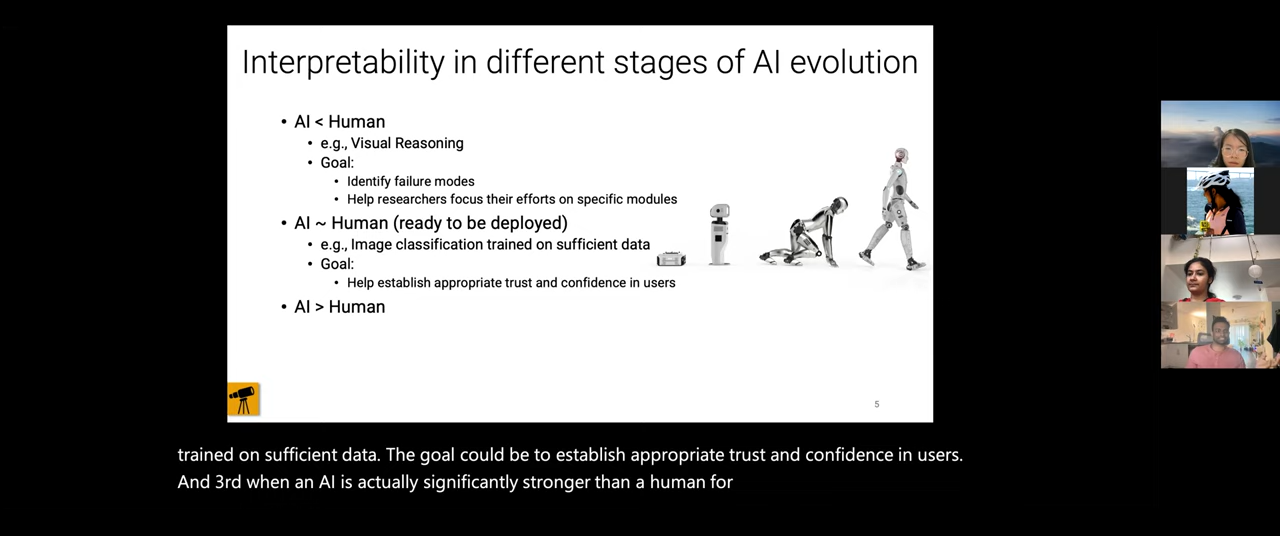 Interpretability in different stages of AI evolution
• AI < Human
• e.g., Visual Reasoning
• Goal:
• Identify failure modes
• Help researchers focus their efforts on specific modules
• AI ~ Human (ready to be deployed)
• e.g., Image classification trained on sufficient data
• Goal:
• Help establish appropriate trust and confidence in users
• AI > Human
5
trained on sufficient data. The goal could be to establish appropriate trust and confidence in users.
And 3rd when an AI is actually significantly stronger than a human for